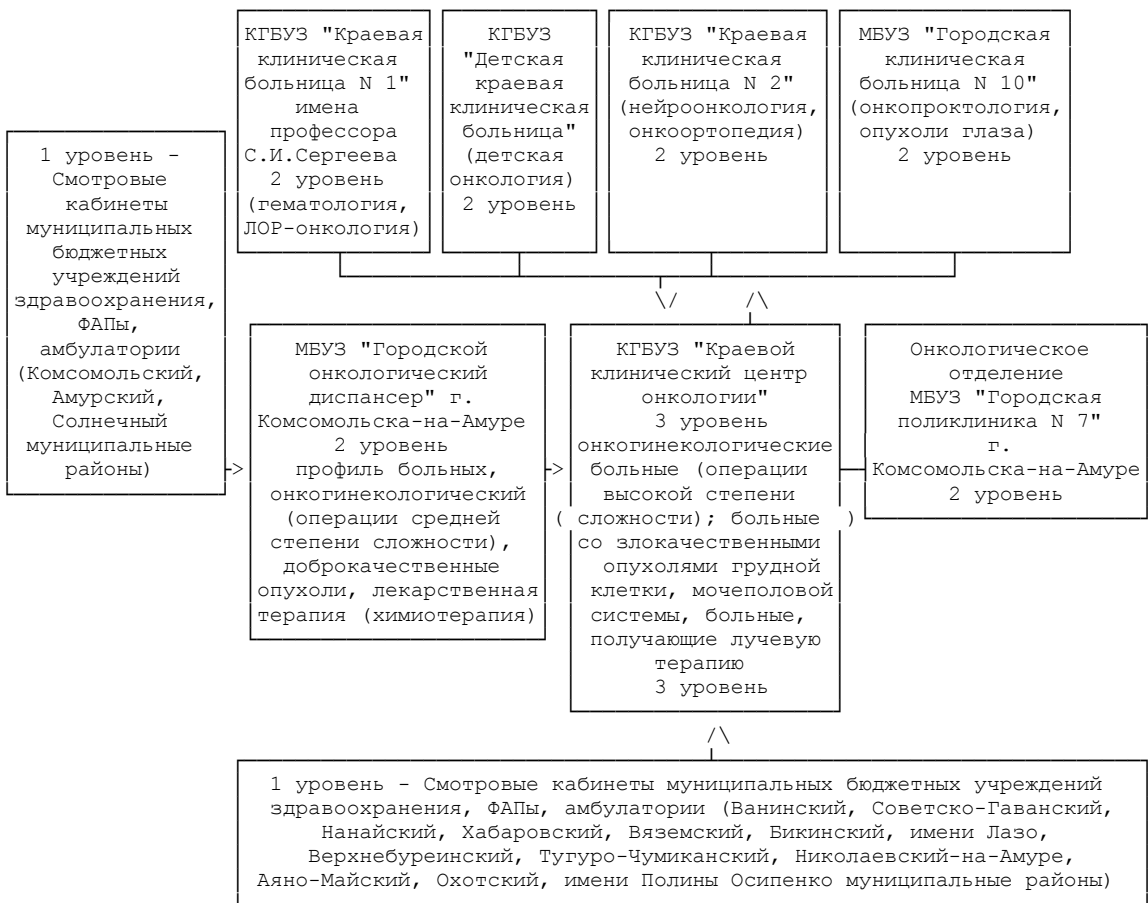 КГБУЗ "Краевая
клиническая
больница N 1"
имена
профессора
С.И.Сергеева
2 уровень
(гематология,
ЛОР-онкология)
КГБУЗ
"Детская
краевая
клиническая
больница"
(детская
онкология)
2 уровень
КГБУЗ "Краевая
клиническая
больница N 2"
(нейроонкология,
онкоортопедия)
2 уровень
МБУЗ "Городская
клиническая
больница N 10"
(онкопроктология,
опухоли глаза)
2 уровень
1 уровень -
Смотровые
кабинеты
муниципальных
бюджетных
учреждений
здравоохранения,
ФАПы,
амбулатории
(Комсомольский,
Амурский,
Солнечный
муниципальные
районы)
МБУЗ "Городской
онкологический
диспансер" г.
Комсомольска-на-Амуре
2 уровень
профиль больных,
онкогинекологический
(операции средней
степени сложности),
доброкачественные
опухоли, лекарственная
терапия (химиотерапия)
КГБУЗ "Краевой
клинический центр
онкологии"
3 уровень
онкогинекологические
больные (операции
высокой степени
( сложности); больные )
со злокачественными
опухолями грудной
клетки, мочеполовой
системы, больные,
получающие лучевую
терапию
3 уровень
Онкологическое
отделение
МБУЗ "Городская
поликлиника N 7"
г.
Комсомольска-на-Амуре
2 уровень
1 уровень - Смотровые кабинеты муниципальных бюджетных учреждений
здравоохранения, ФАПы, амбулатории (Ванинский, Советско-Гаванский,
Нанайский, Хабаровский, Вяземский, Бикинский, имени Лазо,
Верхнебуреинский, Тугуро-Чумиканский, Николаевский-на-Амуре,
Аяно-Майский, Охотский, имени Полины Осипенко муниципальные районы)